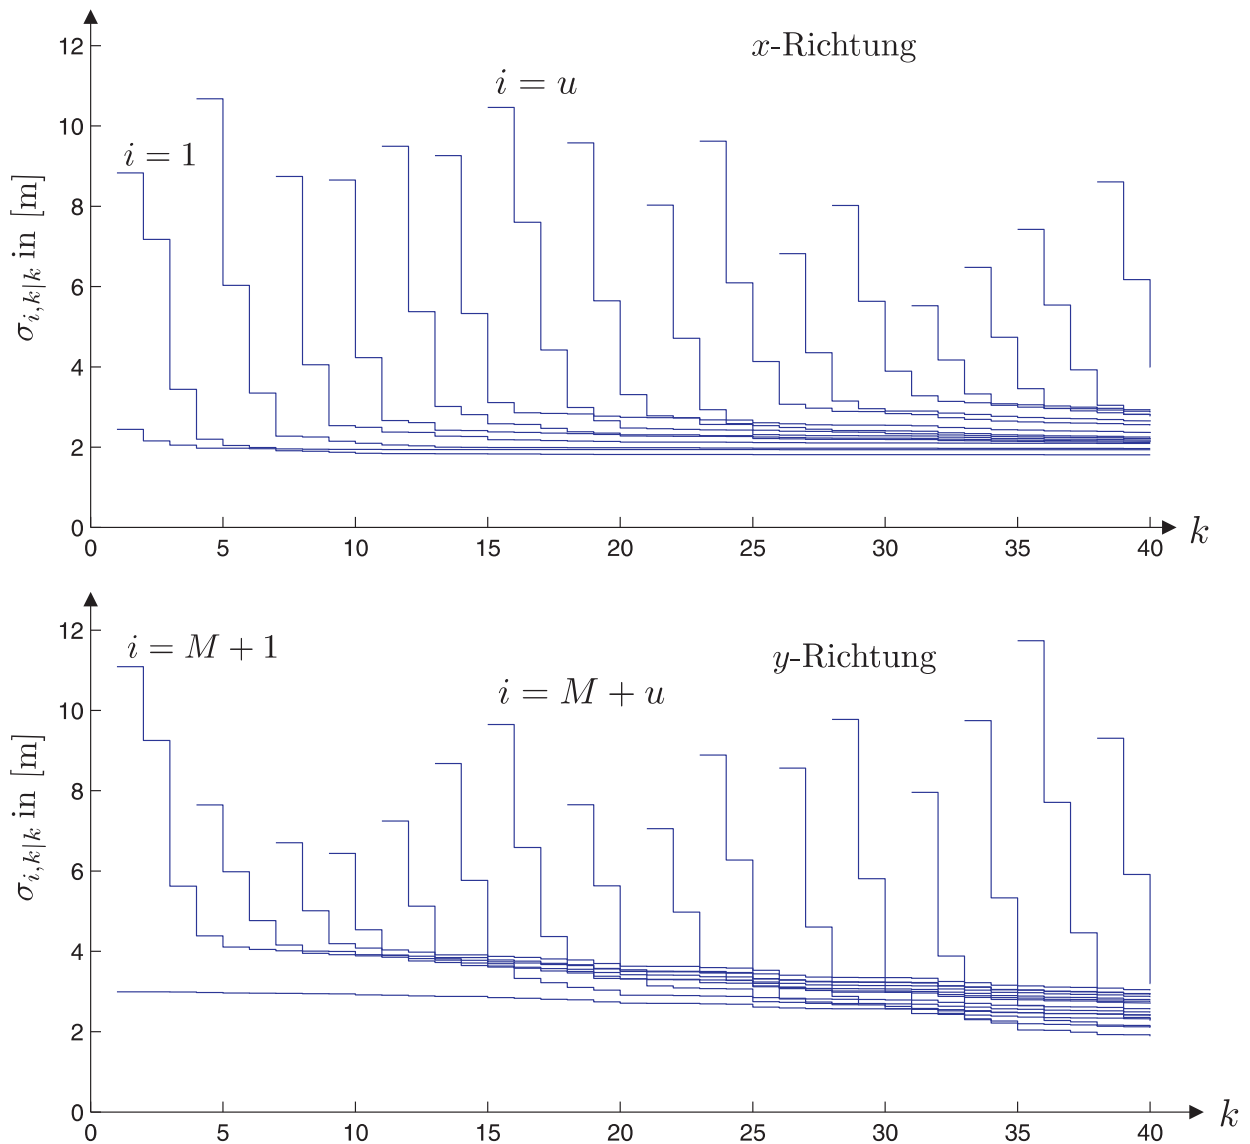 x-Richtung
i = u
i = 1
σ_{i,k|k} in [m]
12
10
8
6
4
2
0
0 5 10 15 20 25 30 35 40
k
i = M + 1
y-Richtung
i = M + u
σ_{i,k|k} in [m]
12
10
8
6
4
2
0
0 5 10 15 20 25 30 35 40
k